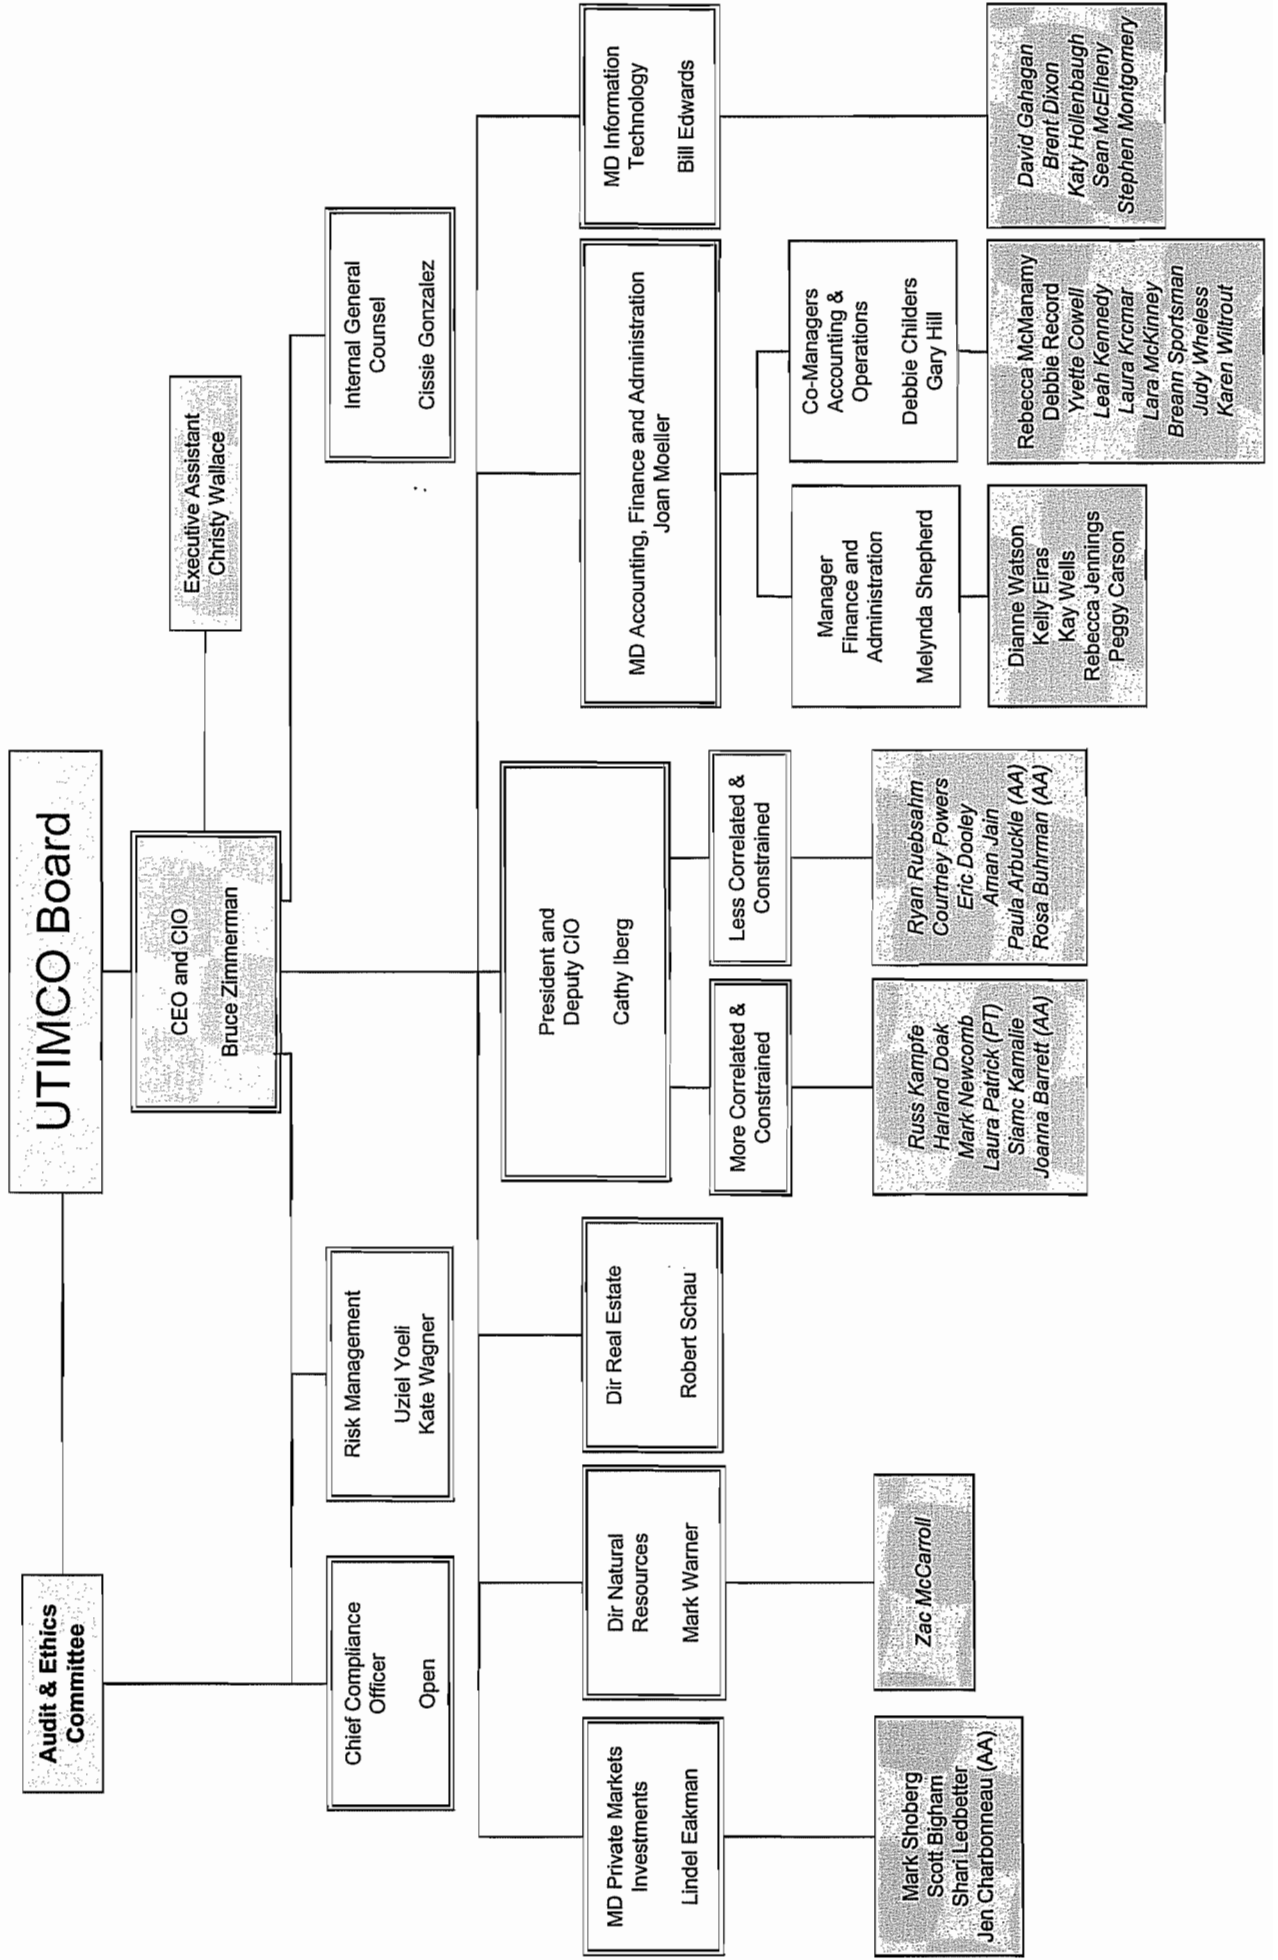 UTIMCO Board
Audit & Ethics
Committee
CEO and CIO
Bruce Zimmerman
Executive Assistant
Christy Wallace
Chief Compliance
Officer
Open
Risk Management
Uziel Yoeli
Kate Wagner
Internal General
Counsel
Cissie Gonzalez
MD Private Markets
Investments
Lindel Eakman
Mark Shoberg
Scott Bigham
Shari Ledbetter
Jen Charbonneau (AA)
Dir Natural
Resources
Mark Warner
Zac McCarroll
Dir Real Estate
Robert Schau
President and
Deputy CIO
Cathy Iberg
More Correlated &
Constrained
Russ Kampfe
Harland Doak
Mark Newcomb
Laura Patrick (PT)
Siamc Kamalie
Joanna Barrett (AA)
Less Correlated &
Constrained
Ryan Ruebsahm
Courtney Powers
Eric Dooley
Aman Jain
Paula Arbuckle (AA)
Rosa Buhrman (AA)
MD Accounting, Finance and Administration
Joan Moeller
Manager
Finance and
Administration
Melynda Shepherd
Dianne Watson
Kelly Eiras
Kay Wells
Rebecca Jennings
Peggy Carson
Co-Managers
Accounting &
Operations
Debbie Childers
Gary Hill
Rebecca McManamy
Debbie Record
Yvette Cowell
Leah Kennedy
Laura Krcmar
Lara McKinney
Breann Sportsman
Judy Wheless
Karen Wiltrout
MD Information
Technology
Bill Edwards
David Gahagan
Brent Dixon
Katy Hollenbaugh
Sean McElheny
Stephen Montgomery